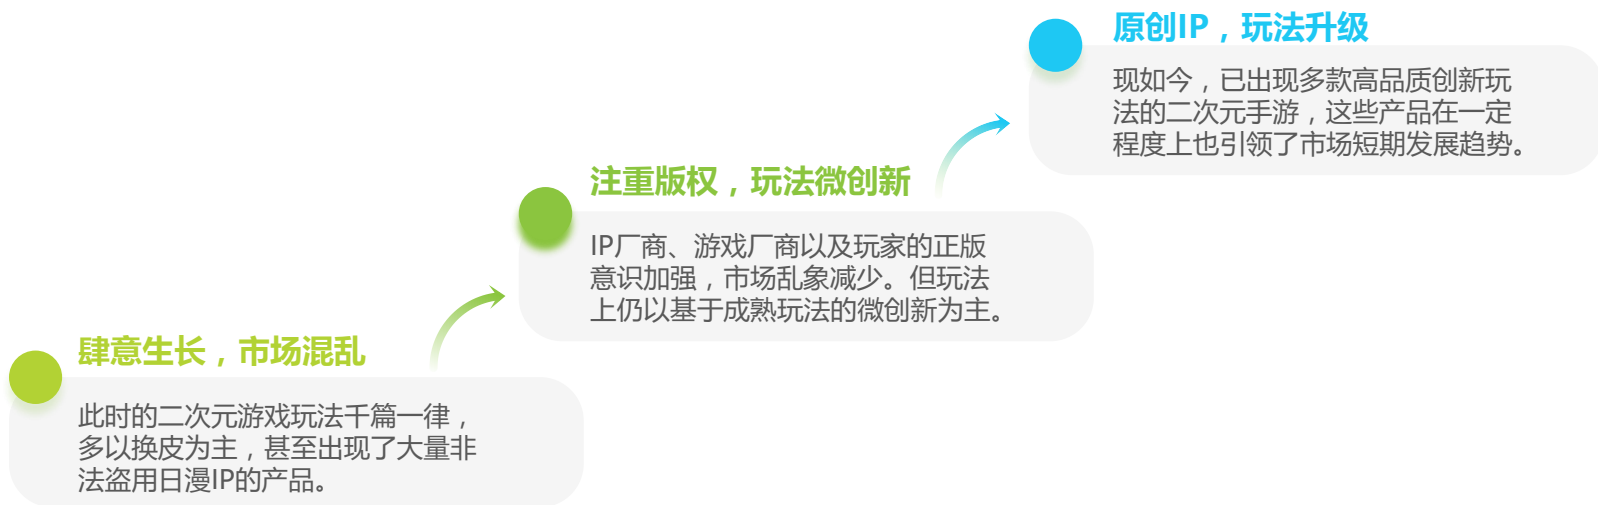 原创IP，玩法升级
现如今，已出现多款高品质创新玩
法的二次元手游，这些产品在一定
程度上也引领了市场短期发展趋势。
注重版权，玩法微创新
IP厂商、游戏厂商以及玩家的正版
意识加强，市场乱象减少。但玩法
上仍以基于成熟玩法的微创新为主。
肆意生长，市场混乱
此时的二次元游戏玩法千篇一律，
多以换皮为主，甚至出现了大量非
法盗用日漫IP的产品。